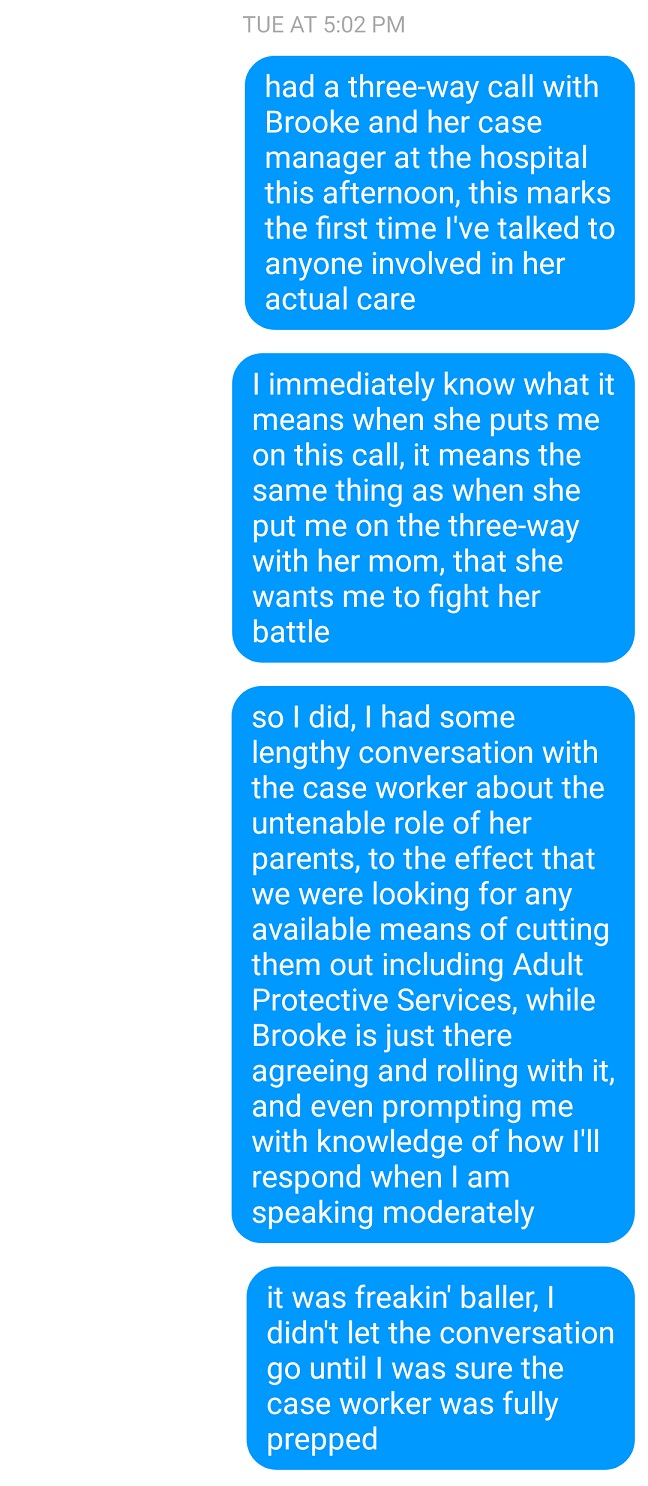 TUE AT 5:02 PM
had a three-way call with
Brooke and her case
manager at the hospital
this afternoon, this marks
the first time I've talked to
anyone involved in her
actual care
I immediately know what it
means when she puts me
on this call, it means the
same thing as when she
put me on the three-way
with her mom, that she
wants me to fight her
battle
so I did, I had some
lengthy conversation with
the case worker about the
untenable role of her
parents, to the effect that
we were looking for any
available means of cutting
them out including Adult
Protective Services, while
Brooke is just there
agreeing and rolling with it,
and even prompting me
with knowledge of how I'll
respond when I am
speaking moderately
it was freakin' baller, I
didn't let the conversation
go until I was sure the
case worker was fully
prepped